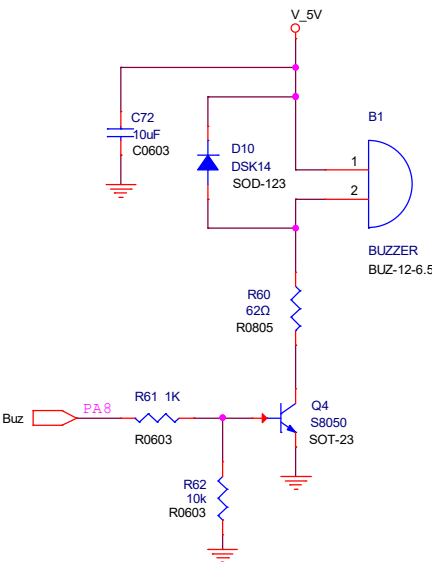 V_5V
C72
10uF
C0603
D10
DSK14
SOD-123
B1
1
2
BUZZER
BUZ-12-6.5
R60
62Ω
R0805
Buz
PA8
R61 1K
R0603
Q4
S8050
SOT-23
R62
10k
R0603